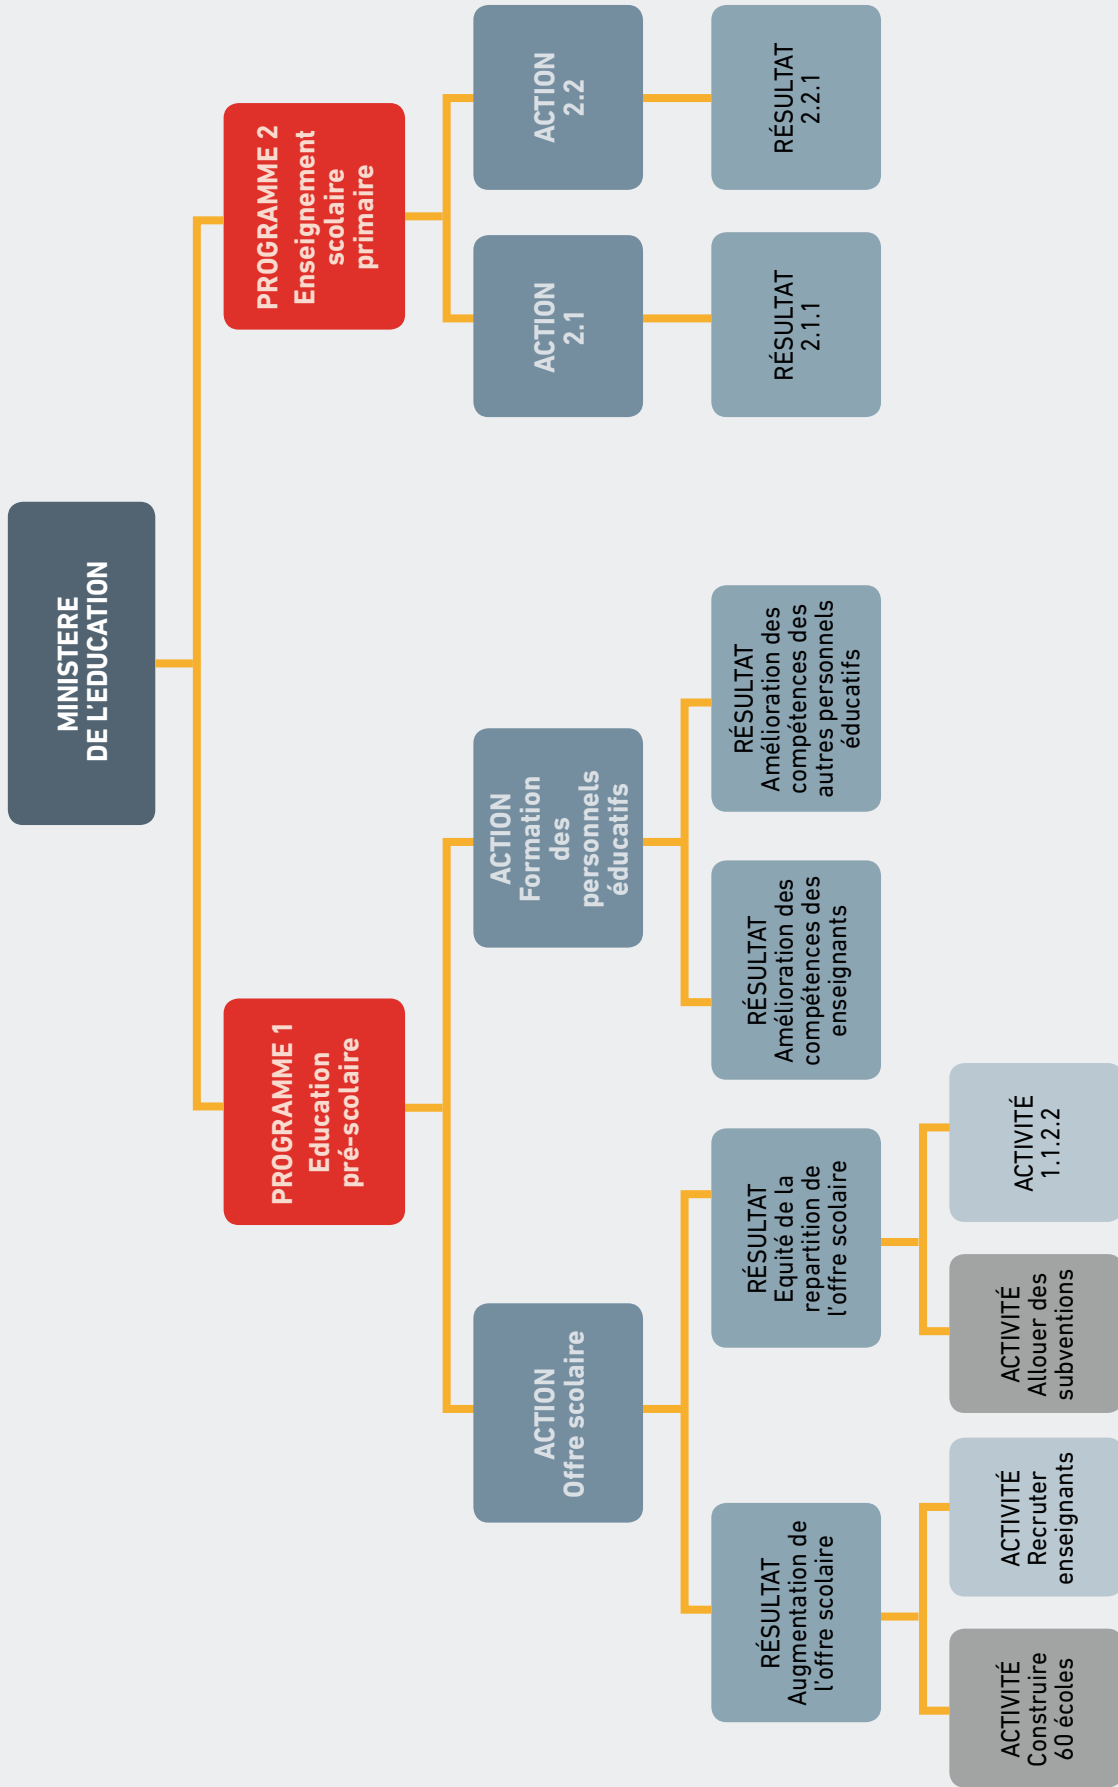 MINISTERE
DE L'EDUCATION
PROGRAMME 1
Education
pré-scolaire
PROGRAMME 2
Enseignement
scolaire
primaire
ACTION
Offre scolaire
ACTION
Formation
des
personnels
éducatifs
ACTION
2.1
ACTION
2.2
RÉSULTAT
Augmentation de
l'offre scolaire
RÉSULTAT
Equité de la
repartition de
l'offre scolaire
RÉSULTAT
Amélioration des
compétences des
enseignants
RÉSULTAT
Amélioration des
compétences des
autres personnels
éducatifs
RÉSULTAT
2.1.1
RÉSULTAT
2.2.1
ACTIVITÉ
Construire
60 écoles
ACTIVITÉ
Recruter
enseignants
ACTIVITÉ
Allouer des
subventions
ACTIVITÉ
1.1.2.2